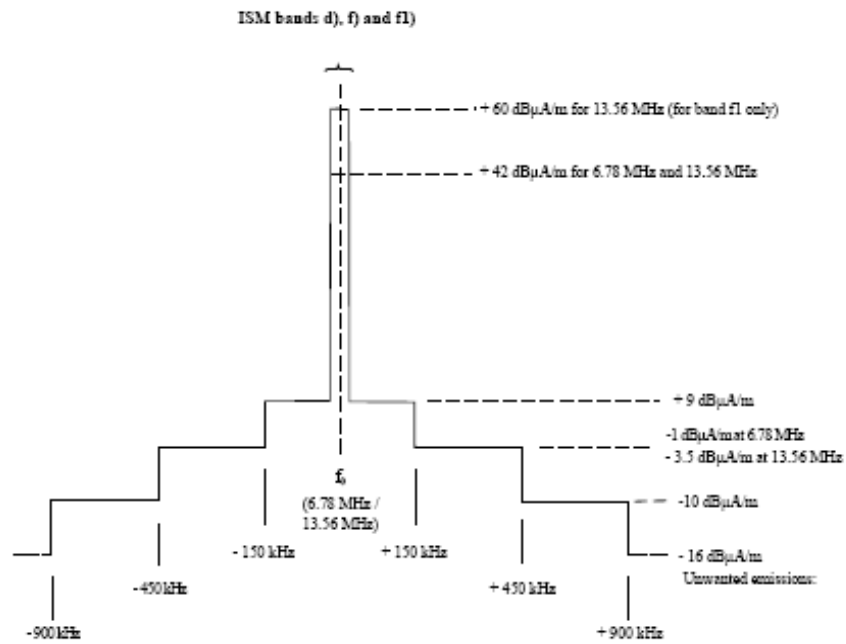 ISM bands d), f) and f1)
+ 60 dBµA/m for 13.56 MHz (for band f1 only)
+ 42 dBµA/m for 6.78 MHz and 13.56 MHz
+ 9 dBµA/m
-1 dBµA/m at 6.78 MHz
- 3.5 dBµA/m at 13.56 MHz
fₒ
(6.78 MHz /
13.56 MHz)
-10 dBµA/m
- 150 kHz
+ 150 kHz
- 16 dBµA/m
Unwanted emissions:
- 450 kHz
+ 450 kHz
-900 kHz
+ 900 kHz